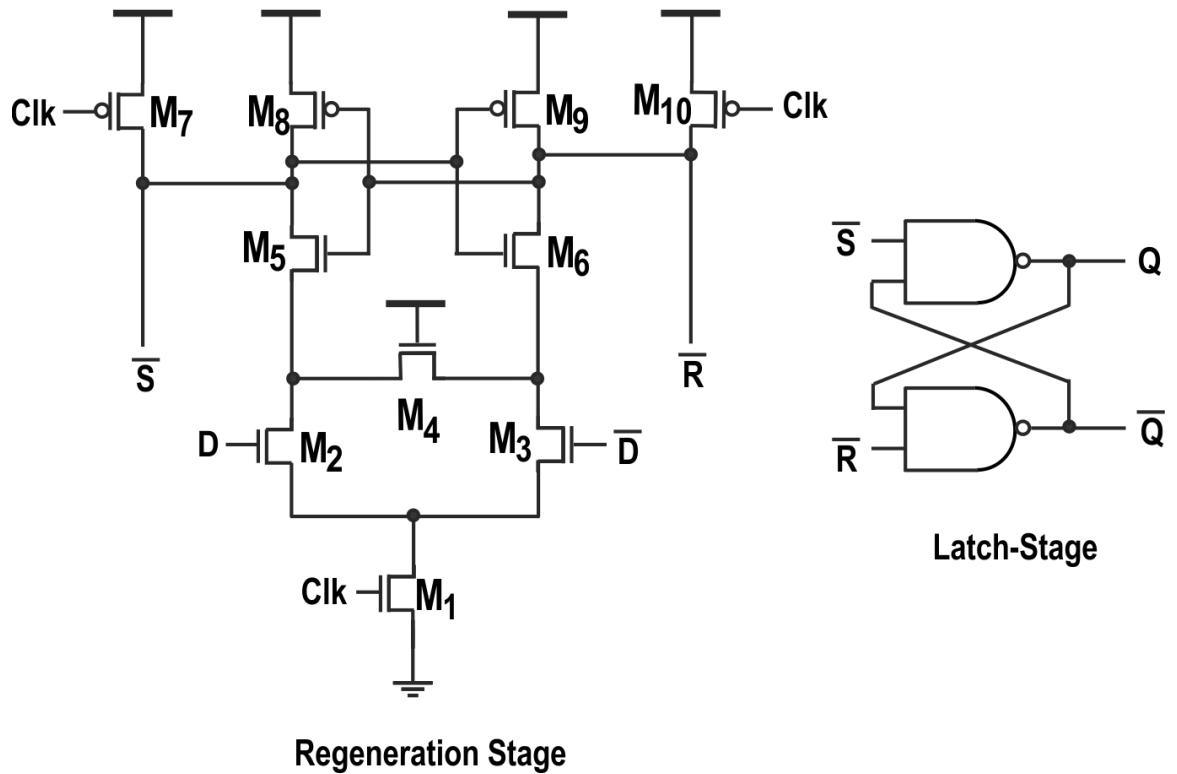 Clk M7 M8 M9 M10 Clk
M5 M6
S̅ R̅
M4
D M2 M3 D̅
Clk M1
Regeneration Stage
S̅ Q
R̅ Q̅
Latch-Stage